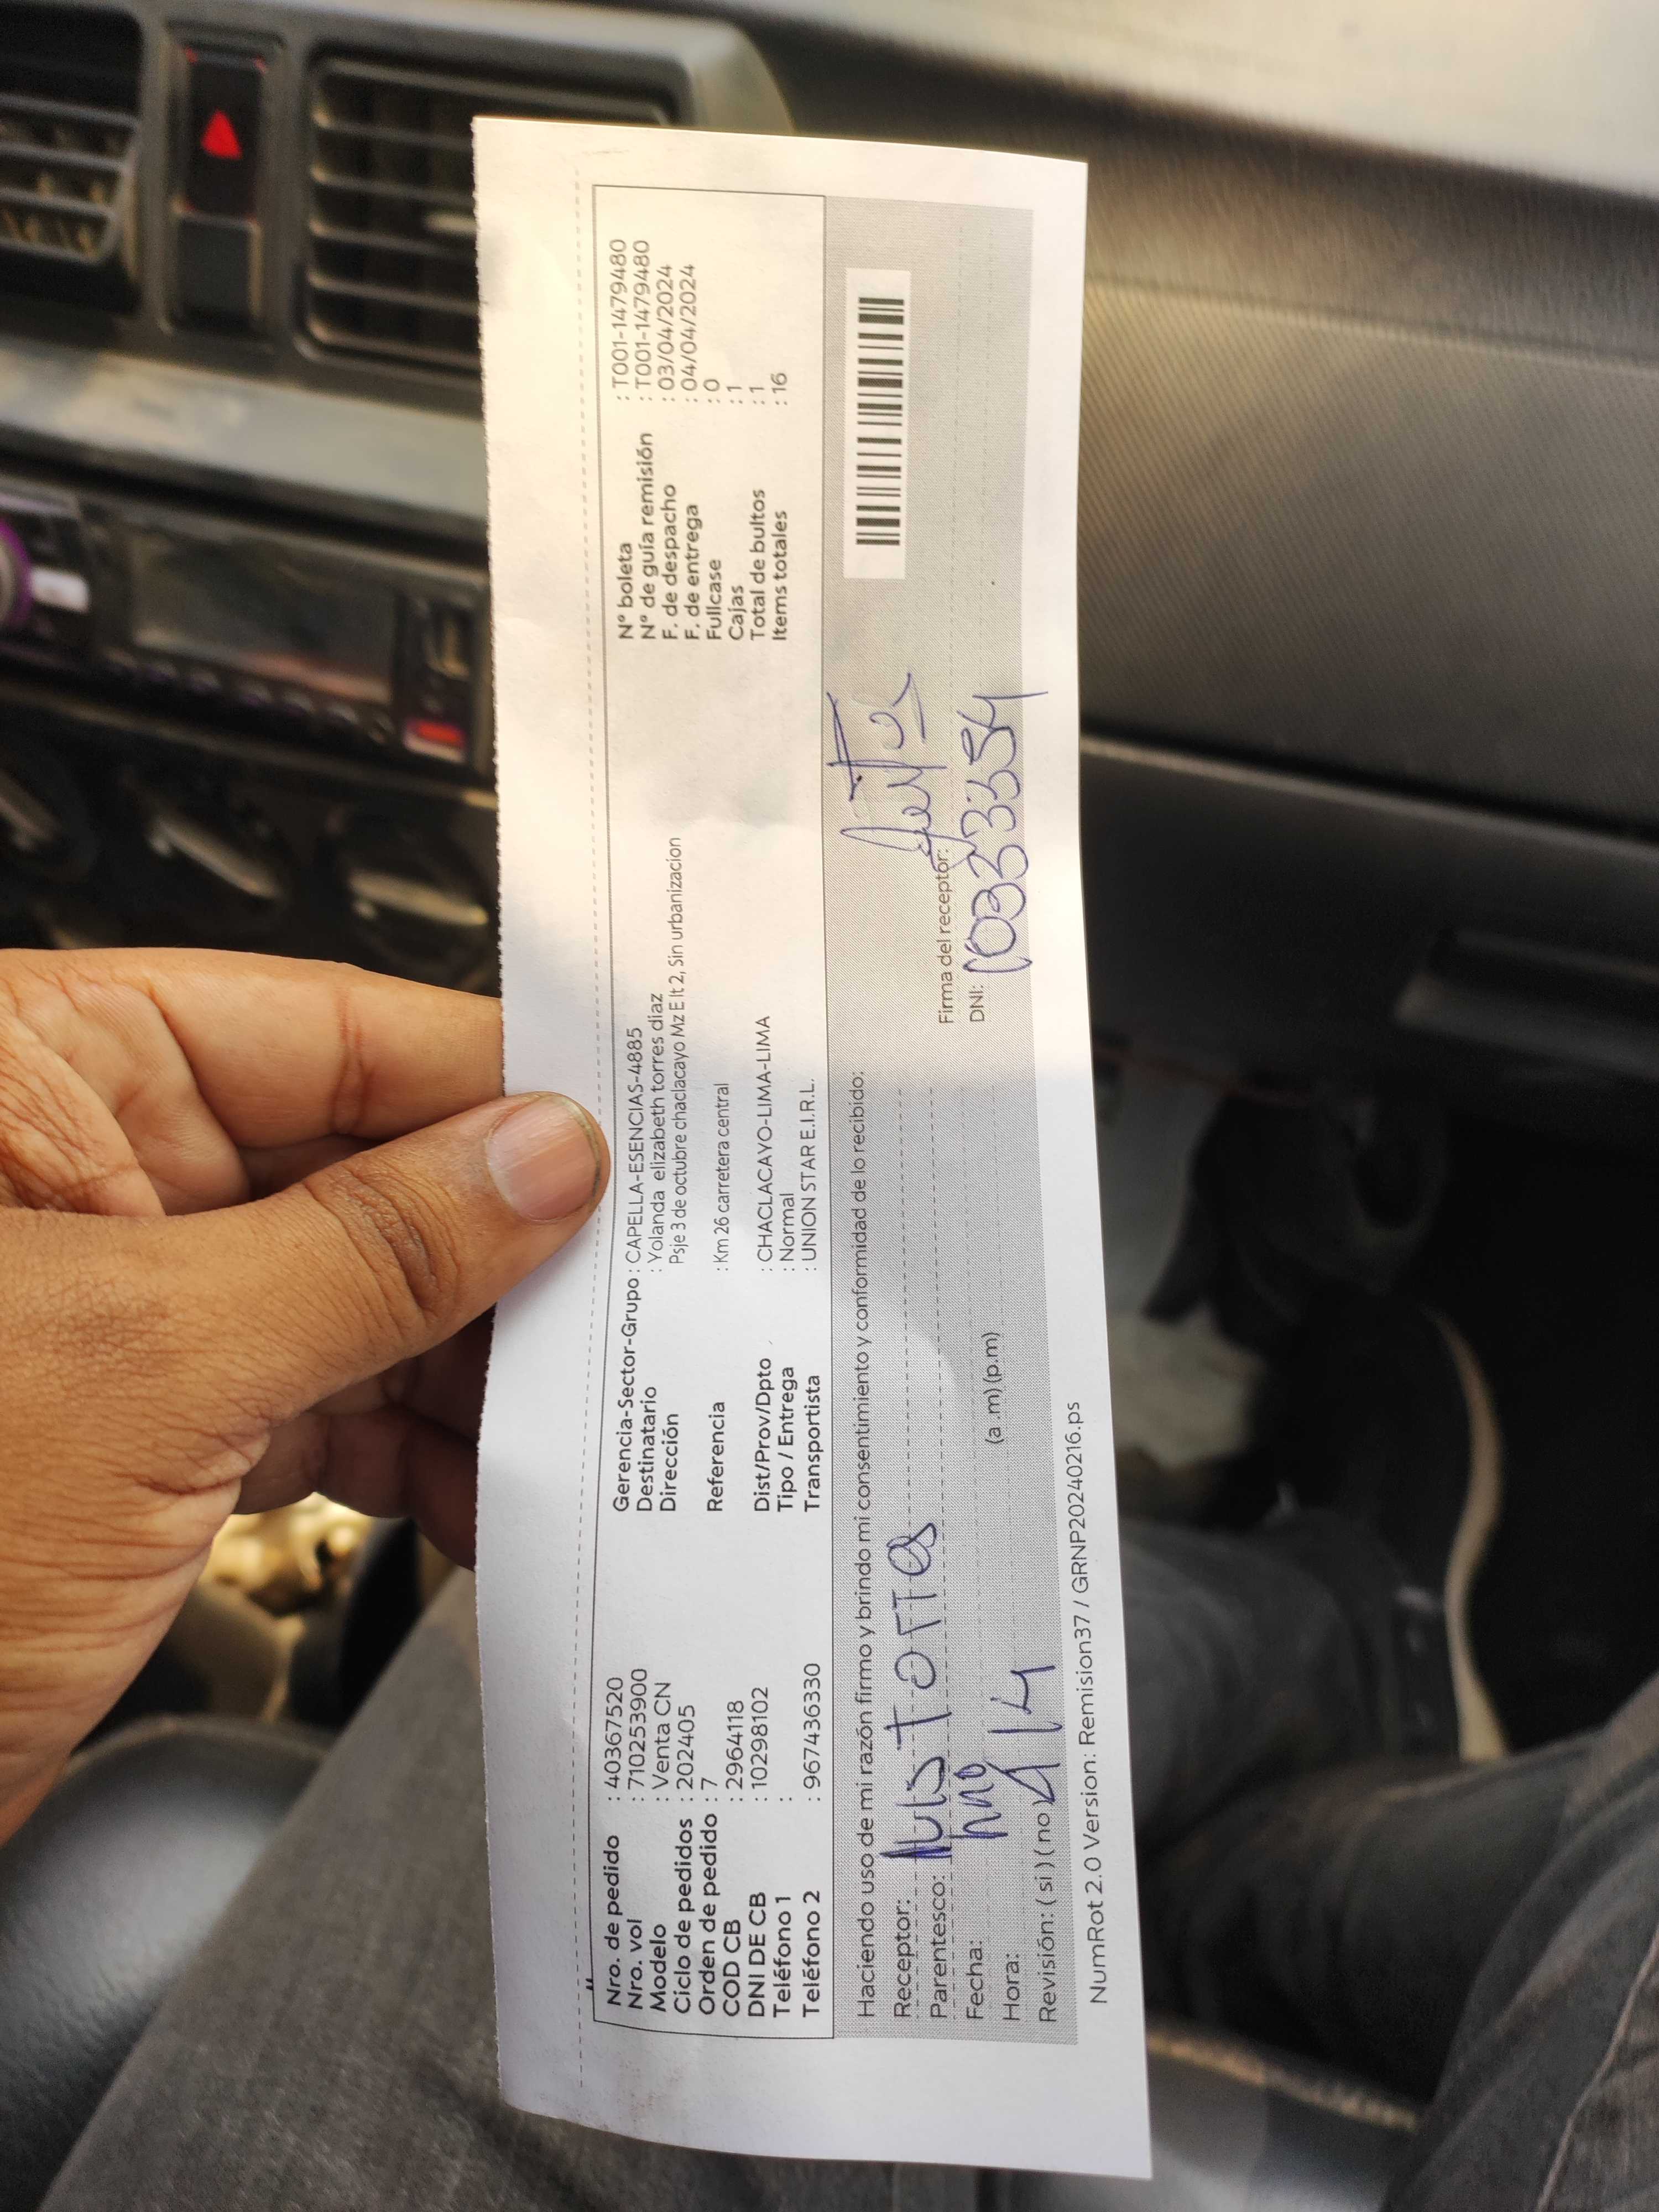 Nro. de pedido : 40367520
Nro. vol : 710253900
Modelo : Venta CN
Ciclo de pedidos : 202405
Orden de pedido : 7
COD CB : 2964118
DNI DE CB : 10298102
Teléfono 1 :
Teléfono 2 : 967436330
Gerencia-Sector-Grupo : CAPELLA-ESENCIAS-4885
Destinatario : Yolanda elizabeth torres diaz
Dirección Psje 3 de octubre chaclacayo Mz E lt 2, Sin urbanizacion
Referencia : Km 26 carretera central
Dist/Prov/Dpto : CHACLACAYO-LIMA-LIMA
Tipo / Entrega : Normal
Transportista : UNION STAR E.I.R.L.
N° boleta : T001-1479480
N° de guía remisión : T001-1479480
F. de despacho : 03/04/2024
F. de entrega : 04/04/2024
Fullcase : 0
Cajas : 1
Total de bultos : 1
Items totales : 16
Haciendo uso de mi razón firmo y brindo mi consentimiento y conformidad de lo recibido:
Receptor:
Parentesco:
Fecha: hno
Hora: (a .m) (p.m)
Revisión: ( si ) ( no 4/4
Firma del receptor:
DNI:
NumRot 2.0 Version: Remision37 / GRNP20240216.ps